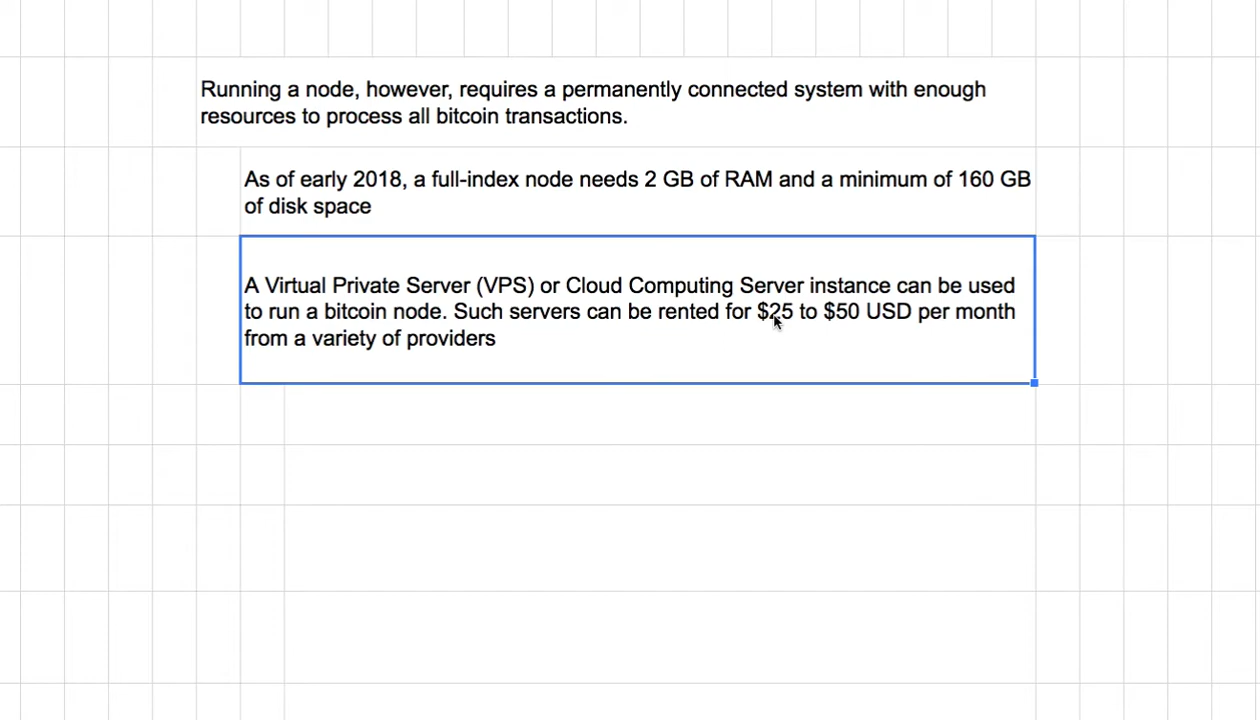 Running a node, however, requires a permanently connected system with enough
resources to process all bitcoin transactions.
As of early 2018, a full-index node needs 2 GB of RAM and a minimum of 160 GB
of disk space
A Virtual Private Server (VPS) or Cloud Computing Server instance can be used
to run a bitcoin node. Such servers can be rented for $25 to $50 USD per month
from a variety of providers